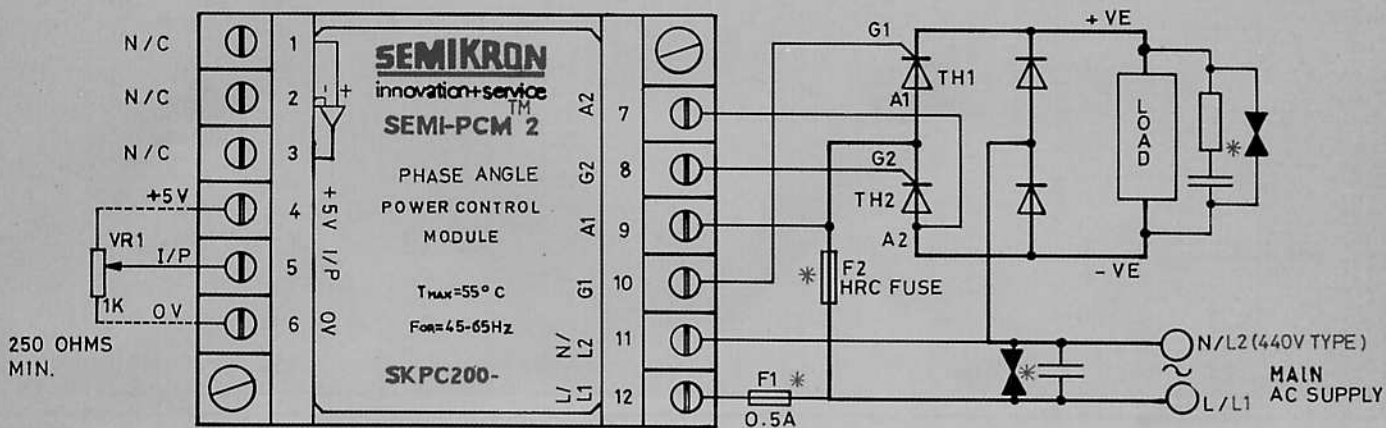 N/C
N/C
N/C
+5V
VR1
I/P
1K
0V
250 OHMS
MIN.
1
2
3
4
5
6
- +
+5V
I/P
0V
SEMIKRON
innovation+service
SEMI-PCM™ 2
PHASE ANGLE
POWER CONTROL
MODULE
TMAX=55°C
FOR=45-65Hz
SKPC200-
A2
G2
A1
G1
N/
L2
L/
L1
7
8
9
10
11
12
G1
TH1
A1
G2
TH2
A2
+VE
-VE
LOAD
*
* F2
HRC FUSE
F1 *
0.5A
*
N/L2 (440V TYPE)
~
MAIN
AC SUPPLY
L/L1